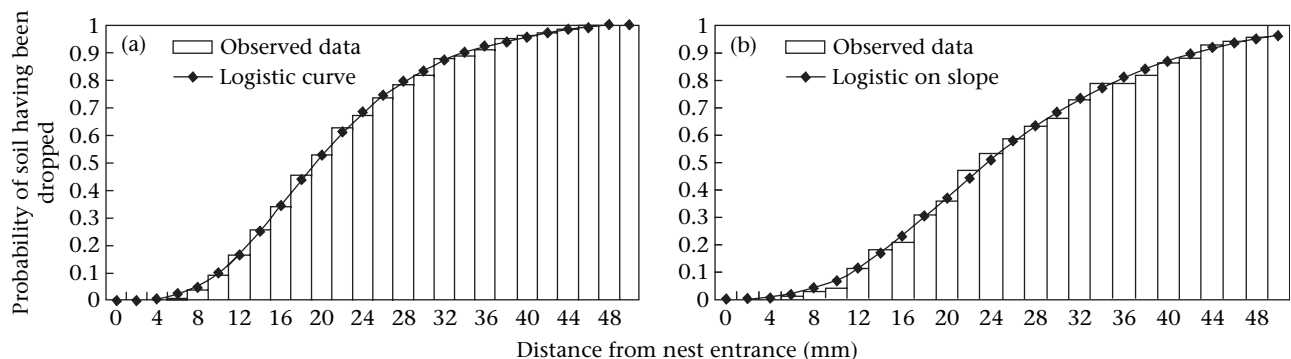 Probability of soil having been
dropped
1
0.9
0.8
0.7
0.6
0.5
0.4
0.3
0.2
0.1
0
(a)
Observed data
Logistic curve
0 4 8 12 16 20 24 28 32 36 40 44 48
1
0.9
0.8
0.7
0.6
0.5
0.4
0.3
0.2
0.1
0
(b)
Observed data
Logistic on slope
0 4 8 12 16 20 24 28 32 36 40 44 48
Distance from nest entrance (mm)